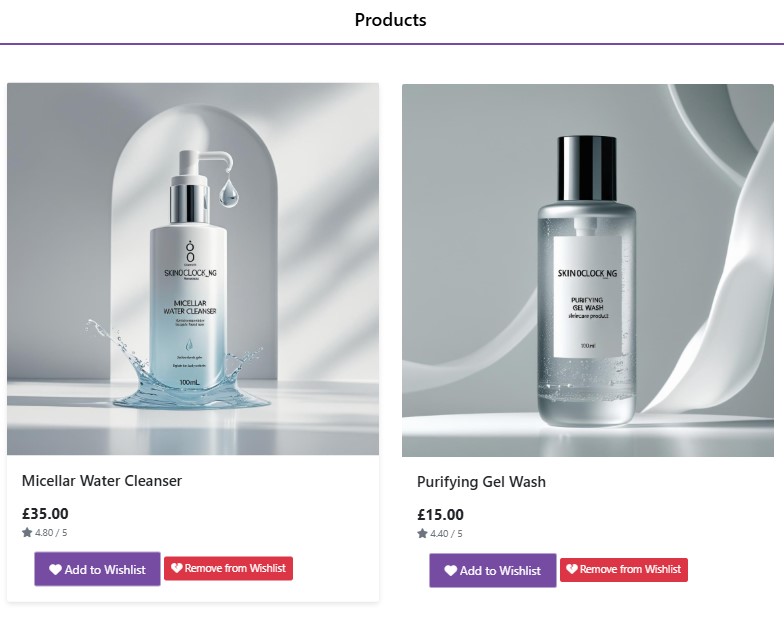 Products
SKINOCLOCK_NG
MICELLAR
WATER CLEANSER
100mL
SKINOCLOCK_NG
PURIFYING
GEL WASH
skincare product
100ml
Micellar Water Cleanser
£35.00
4.80 / 5
Add to Wishlist
Remove from Wishlist
Purifying Gel Wash
£15.00
4.40 / 5
Add to Wishlist
Remove from Wishlist